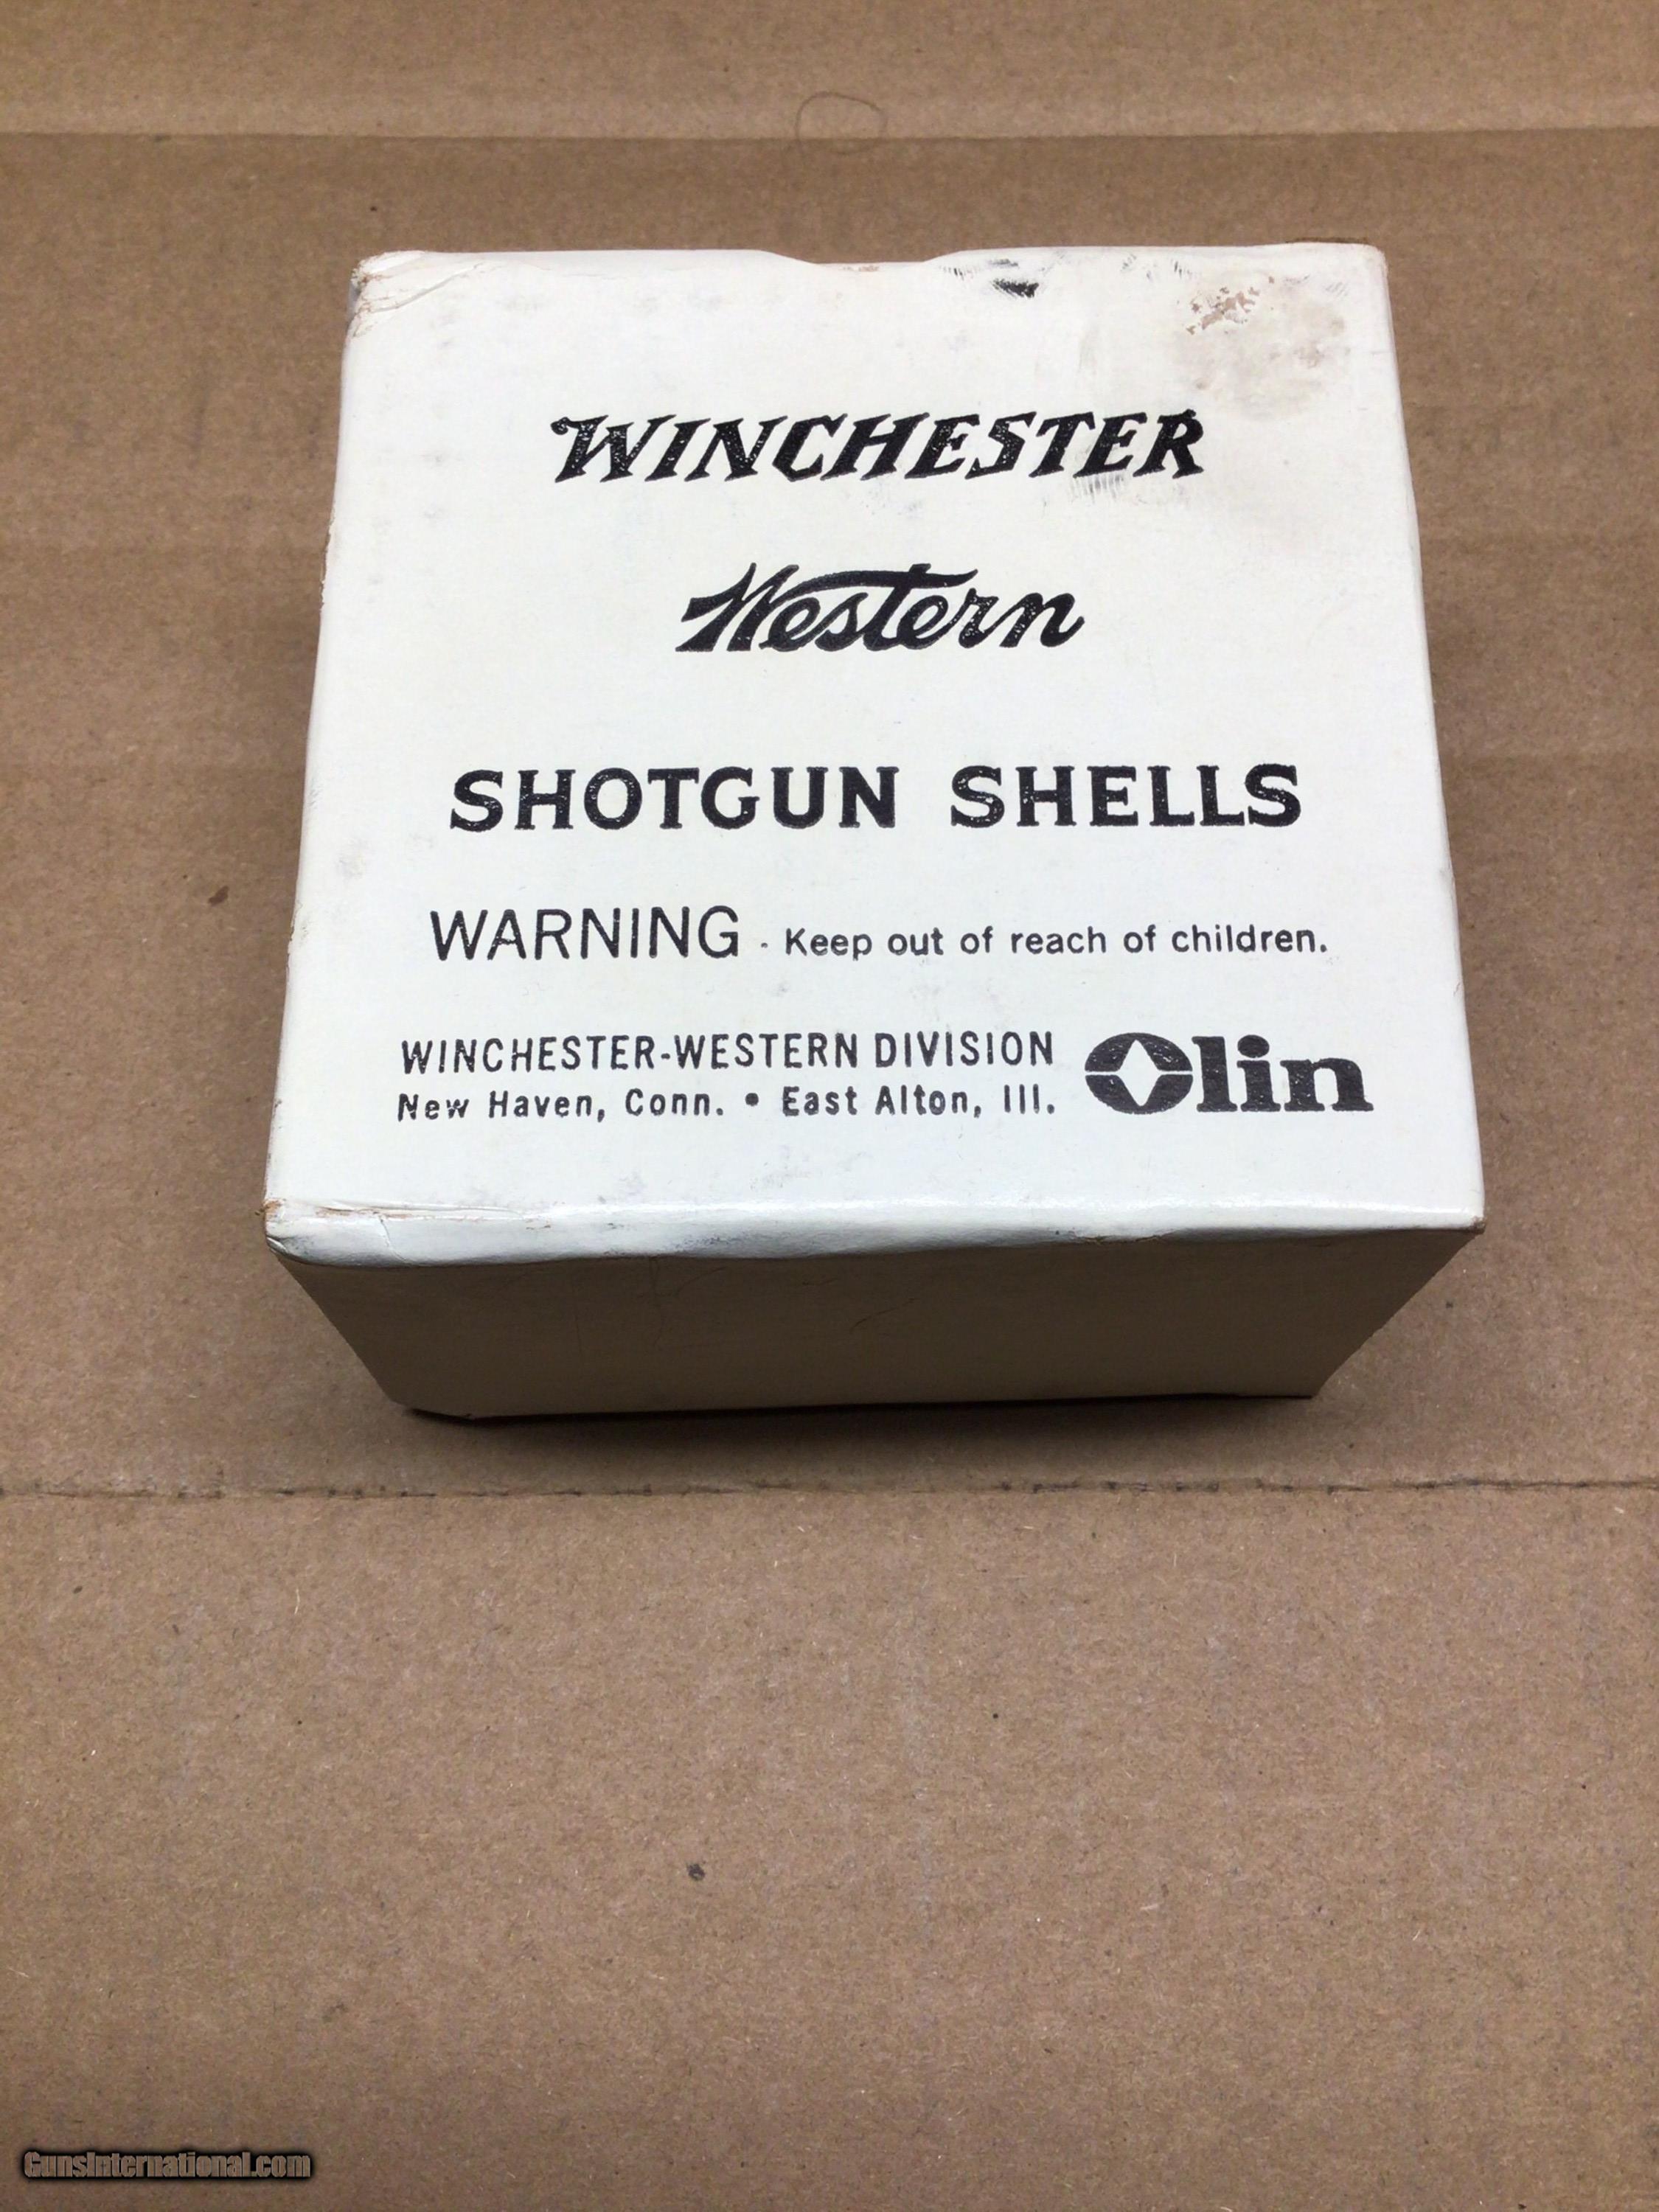 WINCHESTER
Western
SHOTGUN SHELLS
WARNING - Keep out of reach of children.
WINCHESTER-WESTERN DIVISION
New Haven, Conn. • East Alton, Ill.
Olin
GunsInternational.com